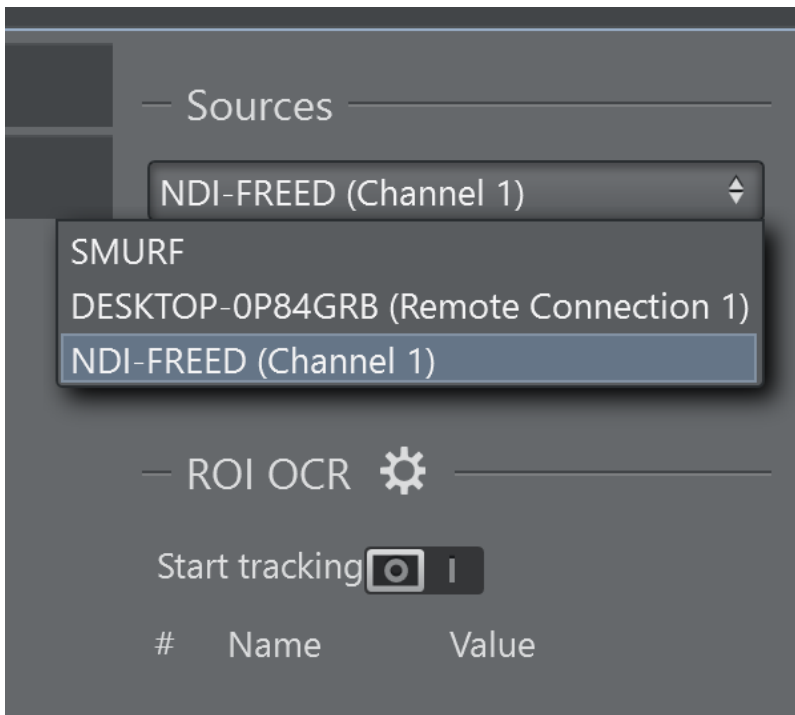 Sources
NDI-FREED (Channel 1)
SMURF
DESKTOP-0P84GRB (Remote Connection 1)
NDI-FREED (Channel 1)
ROI OCR
Start tracking
# Name Value